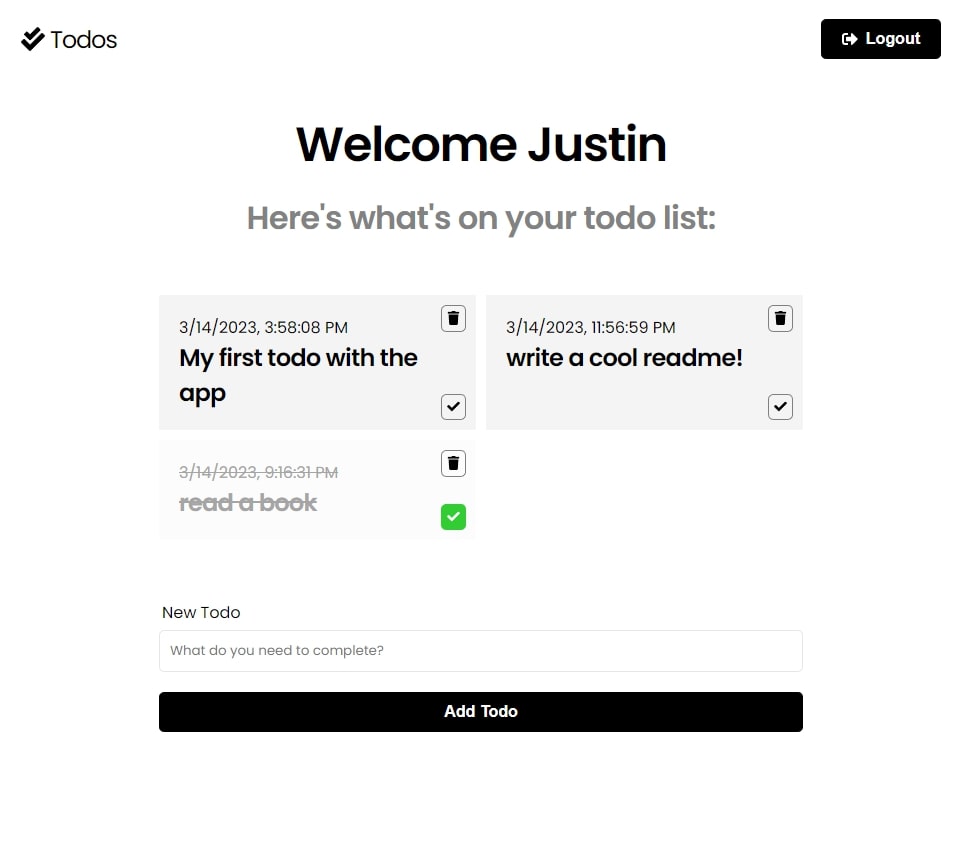 Todos
Logout
Welcome Justin
Here's what's on your todo list:
3/14/2023, 3:58:08 PM
My first todo with the
app
3/14/2023, 11:56:59 PM
write a cool readme!
3/14/2023, 9:16:31 PM
read a book
New Todo
What do you need to complete?
Add Todo